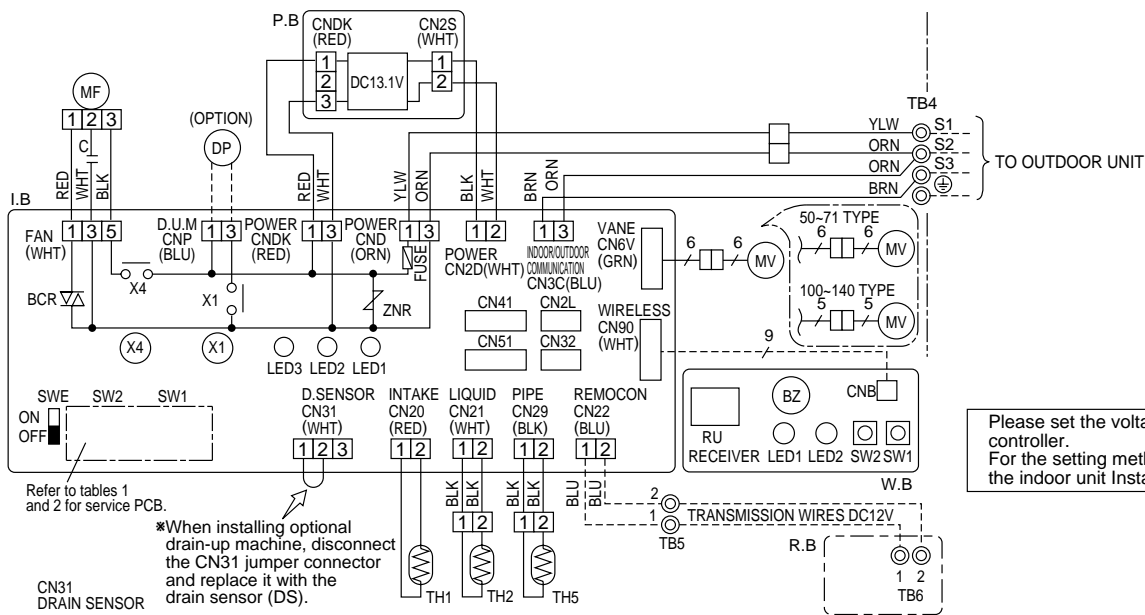 P.B
CNDK
(RED)
CN2S
(WHT)
1
2
3
DC13.1V
1
2
MF
1 2 3
(OPTION)
DP
C
RED
WHT
BLK
RED
WHT
YLW
ORN
BLK
WHT
BRN
ORN
TB4
YLW
S1
ORN
S2
ORN
S3
BRN
TO OUTDOOR UNIT
I.B
FAN
(WHT)
1 3 5
D.U.M
CNP
(BLU)
1 3
POWER
CNDK
(RED)
1 3
POWER
CND
(ORN)
1 3
FUSE
1 2
POWER
CN2D(WHT)
1 3
INDOOR/OUTDOOR
COMMUNICATION
CN3C(BLU)
VANE
CN6V
(GRN)
6 6
MV
50~71 TYPE
6 6
MV
100~140 TYPE
5 5
MV
X4
BCR
X1
ZNR
CN41
CN2L
CN51
CN32
WIRELESS
CN90
(WHT)
9
X4
X1
LED3 LED2 LED1
SWE
ON
OFF
SW2
SW1
D.SENSOR
CN31
(WHT)
1 2 3
INTAKE
CN20
(RED)
1 2
LIQUID
CN21
(WHT)
1 2
PIPE
CN29
(BLK)
1 2
REMOCON
CN22
(BLU)
1 2
BZ
CNB
RU
RECEIVER LED1 LED2 SW2 SW1
W.B
Please set the volta
controller.
For the setting meth
the indoor unit Insta
Refer to tables 1
and 2 for service PCB.
BLK
BLK
BLK
BLK
BLU
BLU
1 2
1 2
2
1
TB5
TRANSMISSION WIRES DC12V
R.B
1 2
TB6
※When installing optional
drain-up machine, disconnect
the CN31 jumper connector
and replace it with the
drain sensor (DS).
TH1
TH2
TH5
CN31
DRAIN SENSOR